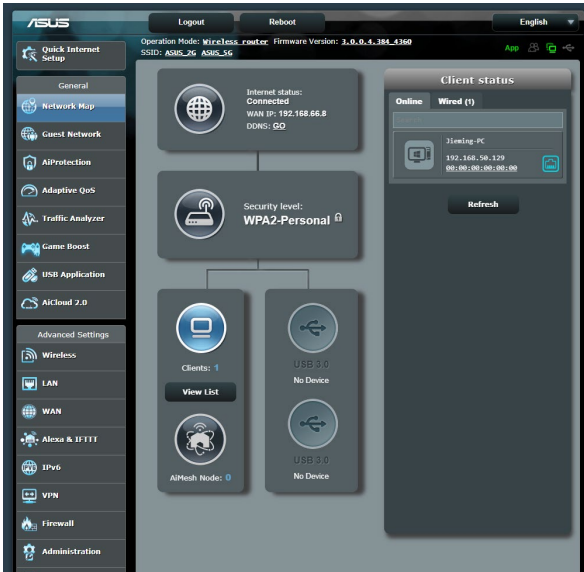 ASUS
Logout
Reboot
English
Operation Mode: Wireless router Firmware Version: 3.0.0.4.384_4360
SSID: ASUS_2G ASUS_5G
App
Quick Internet
Setup
General
Network Map
Guest Network
AiProtection
Adaptive QoS
Traffic Analyzer
Game Boost
USB Application
AiCloud 2.0
Advanced Settings
Wireless
LAN
WAN
Alexa & IFTTT
IPv6
VPN
Firewall
Administration
Internet status:
Connected
WAN IP: 192.168.66.8
DDNS: GO
Security level:
WPA2-Personal
Clients: 1
View List
AiMesh Node: 0
USB 3.0
No Device
USB 3.0
No Device
Client status
Online
Wired (1)
Jieming-PC
192.168.50.129
00:00:00:00:00:00
Refresh